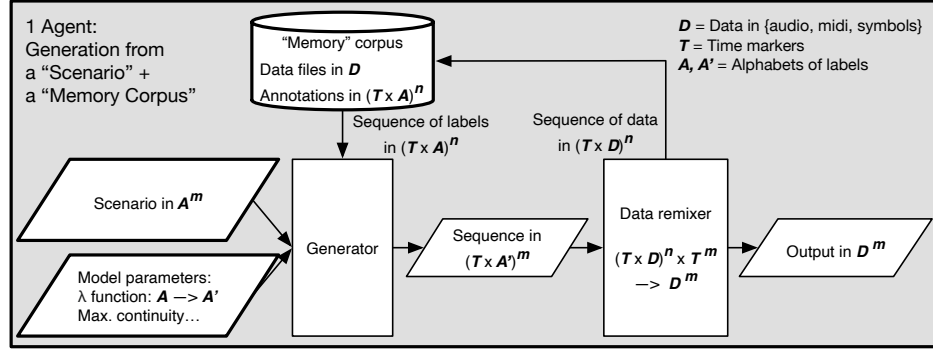 1 Agent:
Generation from
a “Scenario” +
a “Memory Corpus”
“Memory” corpus
Data files in D
Annotations in (T x A)ⁿ
D = Data in {audio, midi, symbols}
T = Time markers
A, A’ = Alphabets of labels
Sequence of labels
in (T x A)ⁿ
Sequence of data
in (T x D)ⁿ
Scenario in Aᵐ
Model parameters:
λ function: A —> A’
Max. continuity…
Generator
Sequence in
(T x A’)ᵐ
Data remixer
(T x D)ⁿ x Tᵐ
—> Dᵐ
Output in Dᵐ